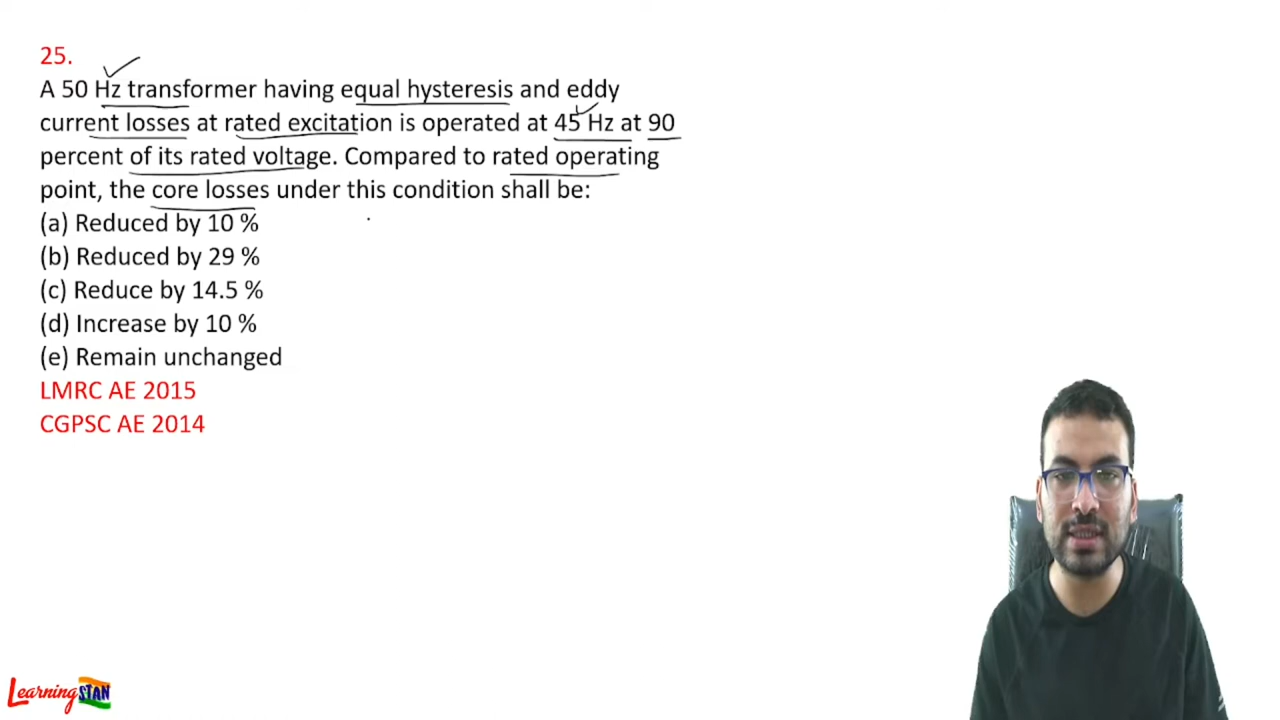 25.
A 50 Hz transformer having equal hysteresis and eddy
current losses at rated excitation is operated at 45 Hz at 90
percent of its rated voltage. Compared to rated operating
point, the core losses under this condition shall be:
(a) Reduced by 10 %
(b) Reduced by 29 %
(c) Reduce by 14.5 %
(d) Increase by 10 %
(e) Remain unchanged
LMRC AE 2015
CGPSC AE 2014
Learning STAN